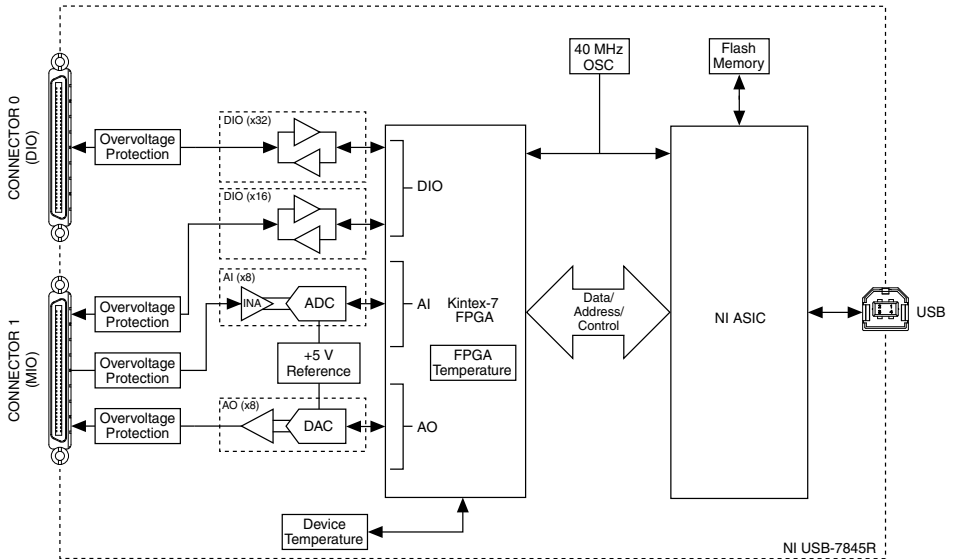 CONNECTOR 0
(DIO)
Overvoltage
Protection
DIO (x32)
40 MHz
OSC
Flash
Memory
DIO
DIO (x16)
CONNECTOR 1
(MIO)
Overvoltage
Protection
AI (x8)
INA
ADC
AI
Kintex-7
FPGA
Data/
Address/
Control
NI ASIC
USB
Overvoltage
Protection
+5 V
Reference
FPGA
Temperature
Overvoltage
Protection
AO (x8)
DAC
AO
Device
Temperature
NI USB-7845R